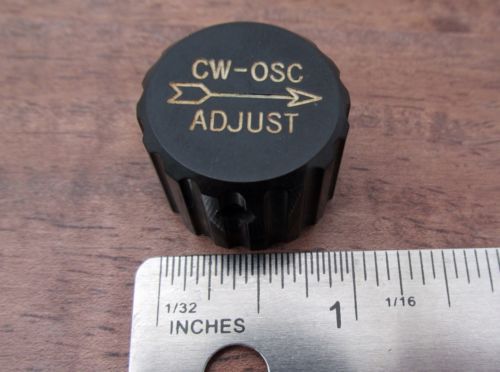 CW-OSC
ADJUST
1/32
1
1/16
INCHES